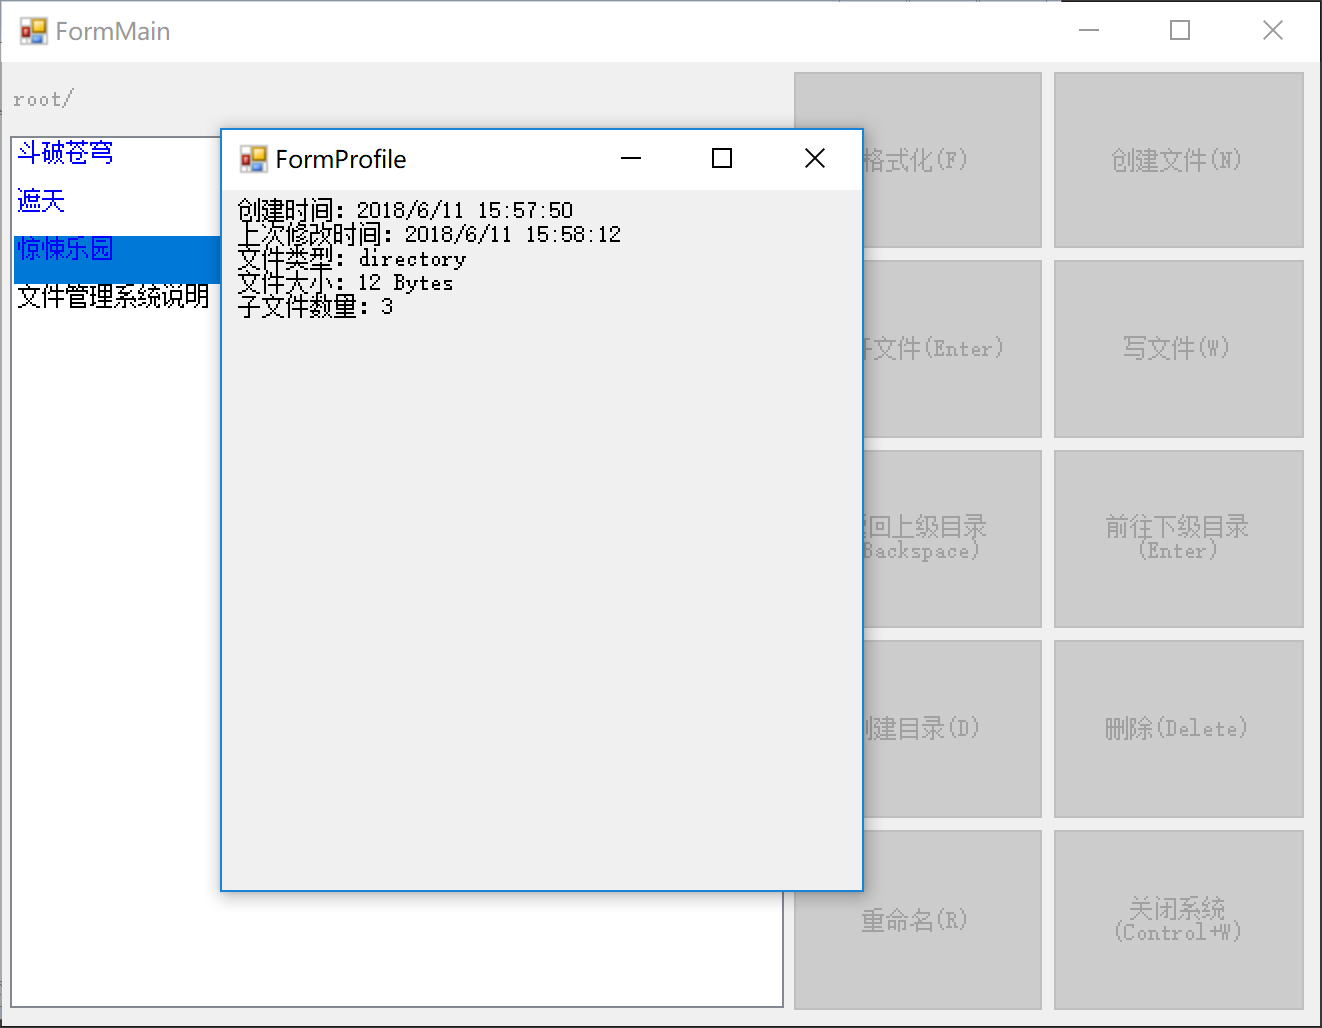 FormMain
root/
斗破苍穹
遮天
惊悚乐园
文件管理系统说明
FormProfile
创建时间：2018/6/11 15:57:50
上次修改时间：2018/6/11 15:58:12
文件类型：directory
文件大小：12 Bytes
子文件数量：3
格式化(F)
创建文件(N)
文件(Enter)
写文件(W)
回上级目录
Backspace)
前往下级目录
(Enter)
建目录(D)
删除(Delete)
重命名(R)
关闭系统
(Control+W)